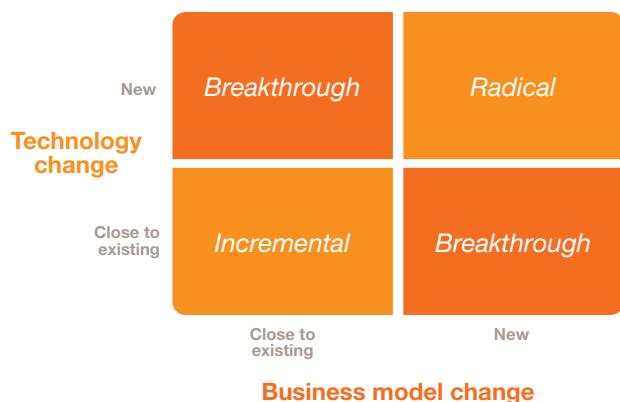 New
Breakthrough
Radical
Technology
change
Close to
existing
Incremental
Breakthrough
Close to
existing
New
Business model change